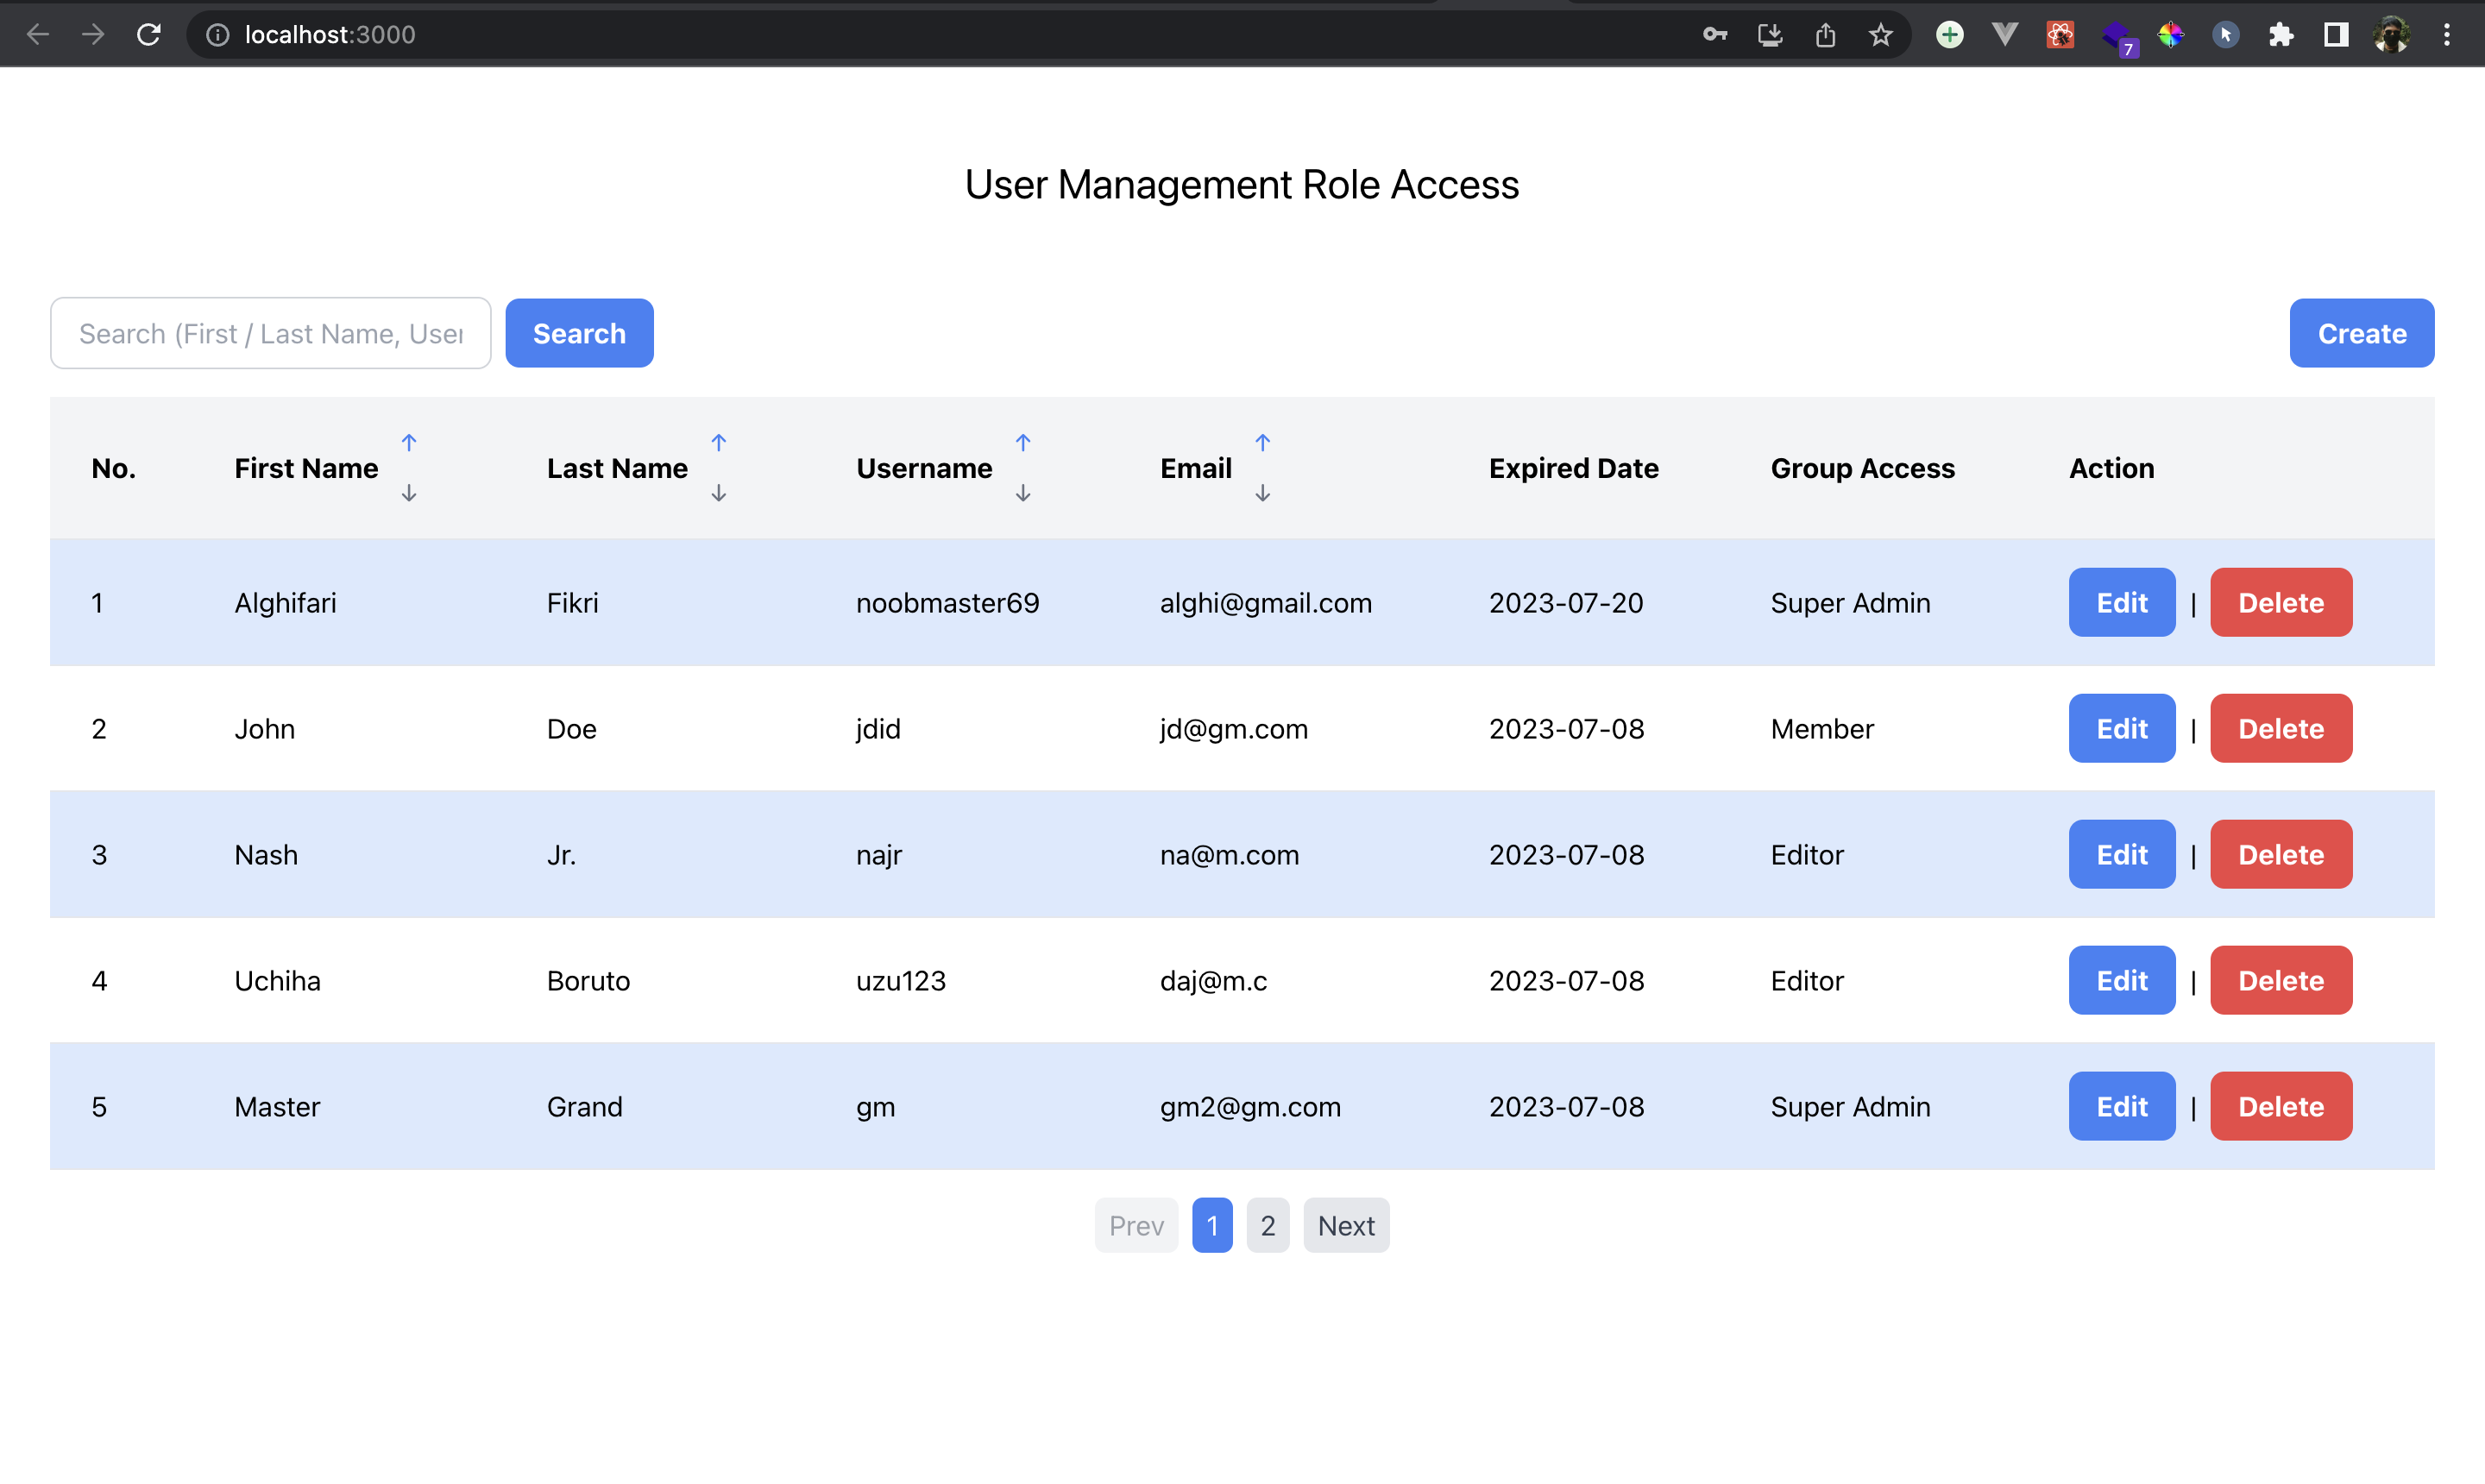 localhost:3000
7
User Management Role Access
Search (First / Last Name, User
Search
Create
No. First Name ↑ ↓ Last Name ↑ ↓ Username ↑ ↓ Email ↑ ↓ Expired Date Group Access Action
1 Alghifari Fikri noobmaster69 alghi@gmail.com 2023-07-20 Super Admin Edit | Delete
2 John Doe jdid jd@gm.com 2023-07-08 Member Edit | Delete
3 Nash Jr. najr na@m.com 2023-07-08 Editor Edit | Delete
4 Uchiha Boruto uzu123 daj@m.c 2023-07-08 Editor Edit | Delete
5 Master Grand gm gm2@gm.com 2023-07-08 Super Admin Edit | Delete
Prev 1 2 Next